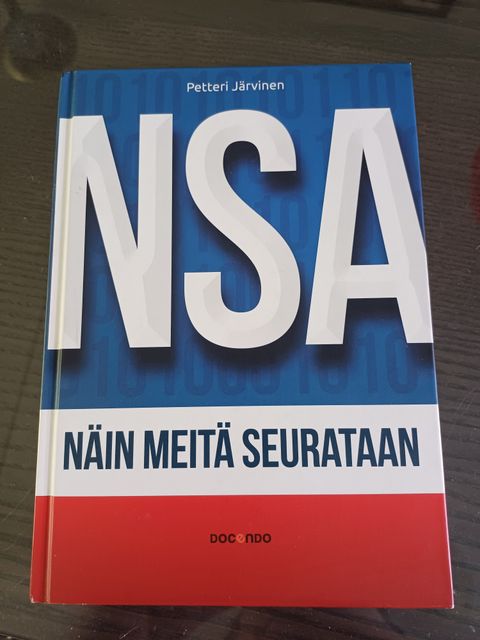 Petteri Järvinen
NSA
NÄIN MEITÄ SEURATAAN
DOCENDO